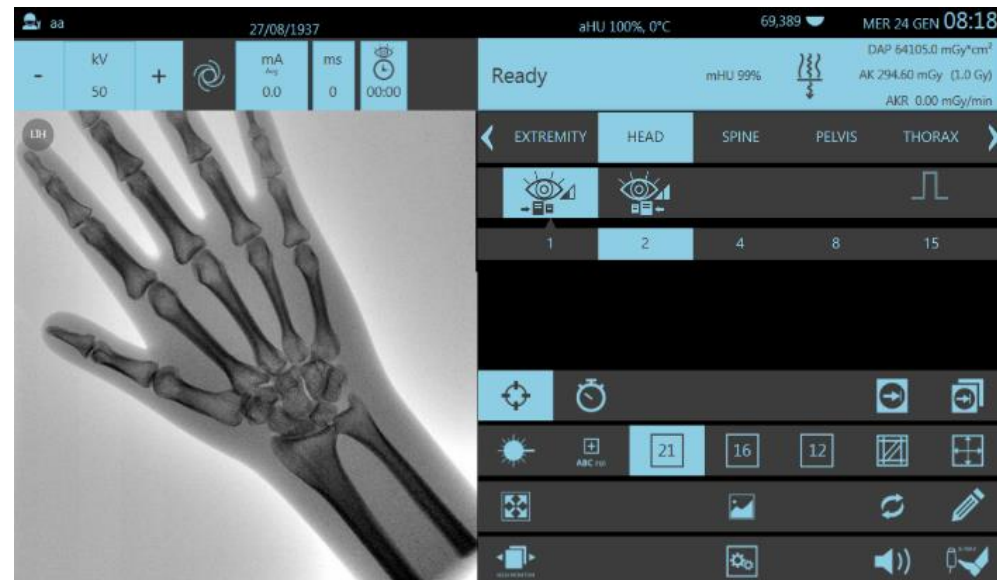 aa
27/08/1937
aHU 100%, 0°C
69,389
MER 24 GEN 08:18
-
kV
50
+
mA
Avg
0.0
ms
0
00:00
Ready
mHU 99%
DAP 64105.0 mGy*cm²
AK 294.60 mGy (1.0 Gy)
AKR 0.00 mGy/min
LIH
EXTREMITY HEAD SPINE PELVIS THORAX
1 2 4 8 15
ABC
21 16 12